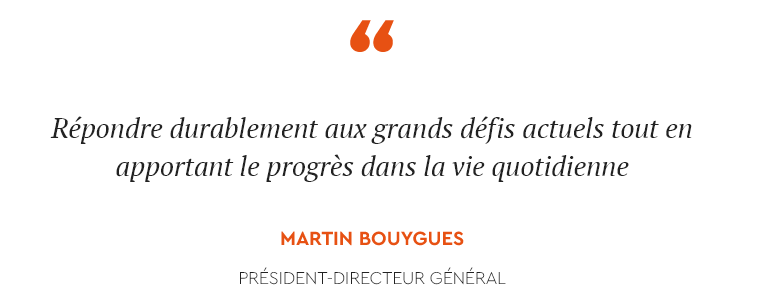 “
Répondre durablement aux grands défis actuels tout en
apportant le progrès dans la vie quotidienne
MARTIN BOUYGUES
PRÉSIDENT-DIRECTEUR GÉNÉRAL